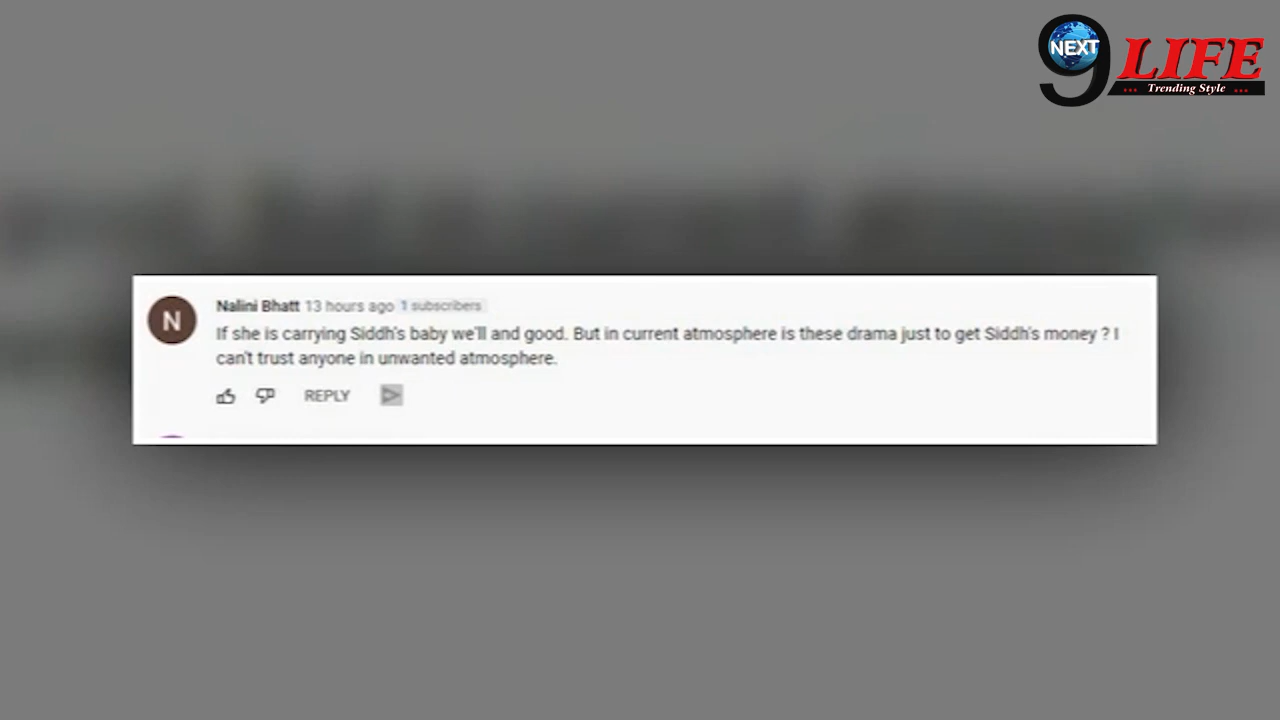 9
NEXT
LIFE
... Trending Style ...
N
Nalini Bhatt 13 hours ago 1 subscribers
If she is carrying Siddh's baby we'll and good. But in current atmosphere is these drama just to get Siddh's money ? I
can't trust anyone in unwanted atmosphere.
REPLY